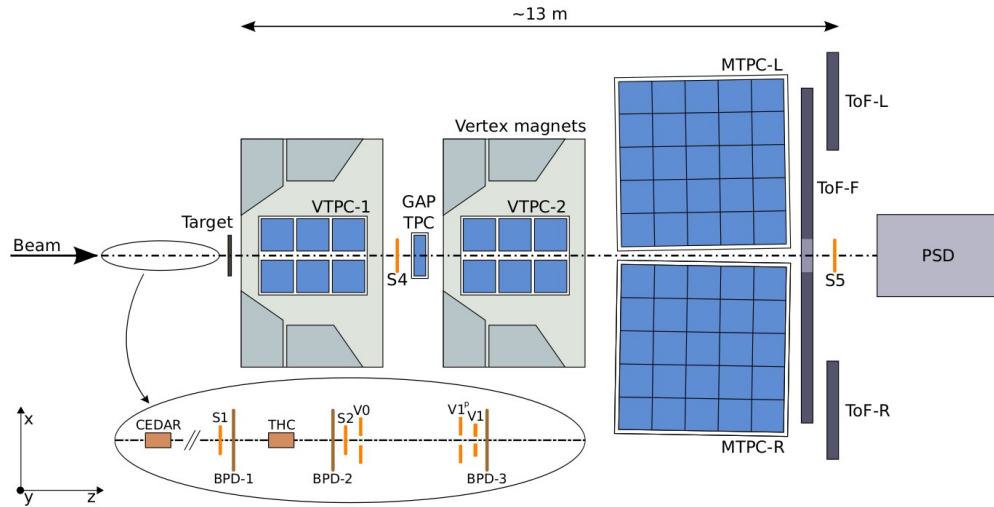 ~13 m
MTPC-L
ToF-L
Vertex magnets
ToF-F
Target
VTPC-1
GAP
TPC
VTPC-2
Beam
S4
S5
PSD
ToF-R
MTPC-R
x
y
z
CEDAR
S1
BPD-1
THC
BPD-2
S2
V0
V1ᵖ
V1
BPD-3